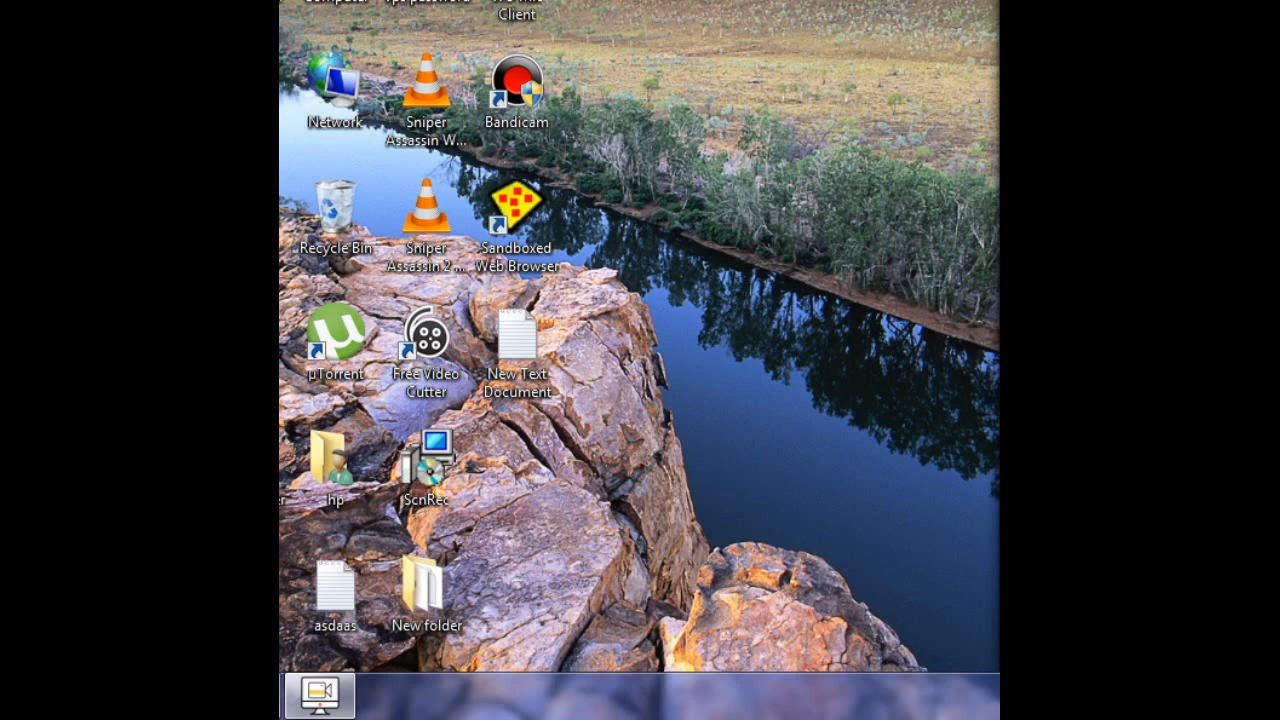 Client
Network
Sniper
Assassin W...
Bandicam
Recycle Bin
Sniper
Assassin 2 ...
Sandboxed
Web Browser
µTorrent
Free Video
Cutter
New Text
Document
hp
ScnRec
asdaas
New folder